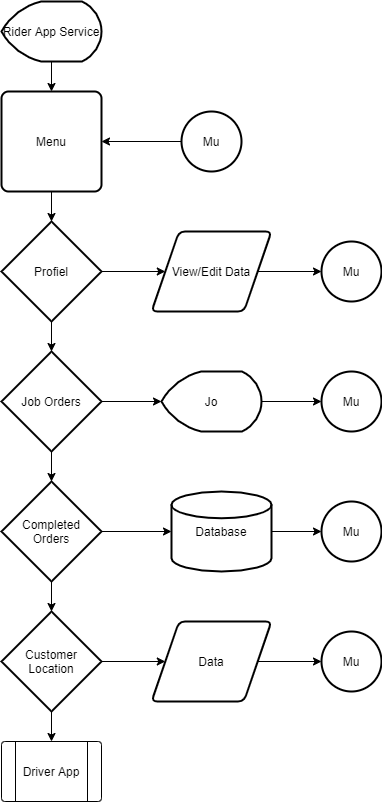 Rider App Service
Menu
Mu
Profiel
View/Edit Data
Mu
Job Orders
Jo
Mu
Completed
Orders
Database
Mu
Customer
Location
Data
Mu
Driver App